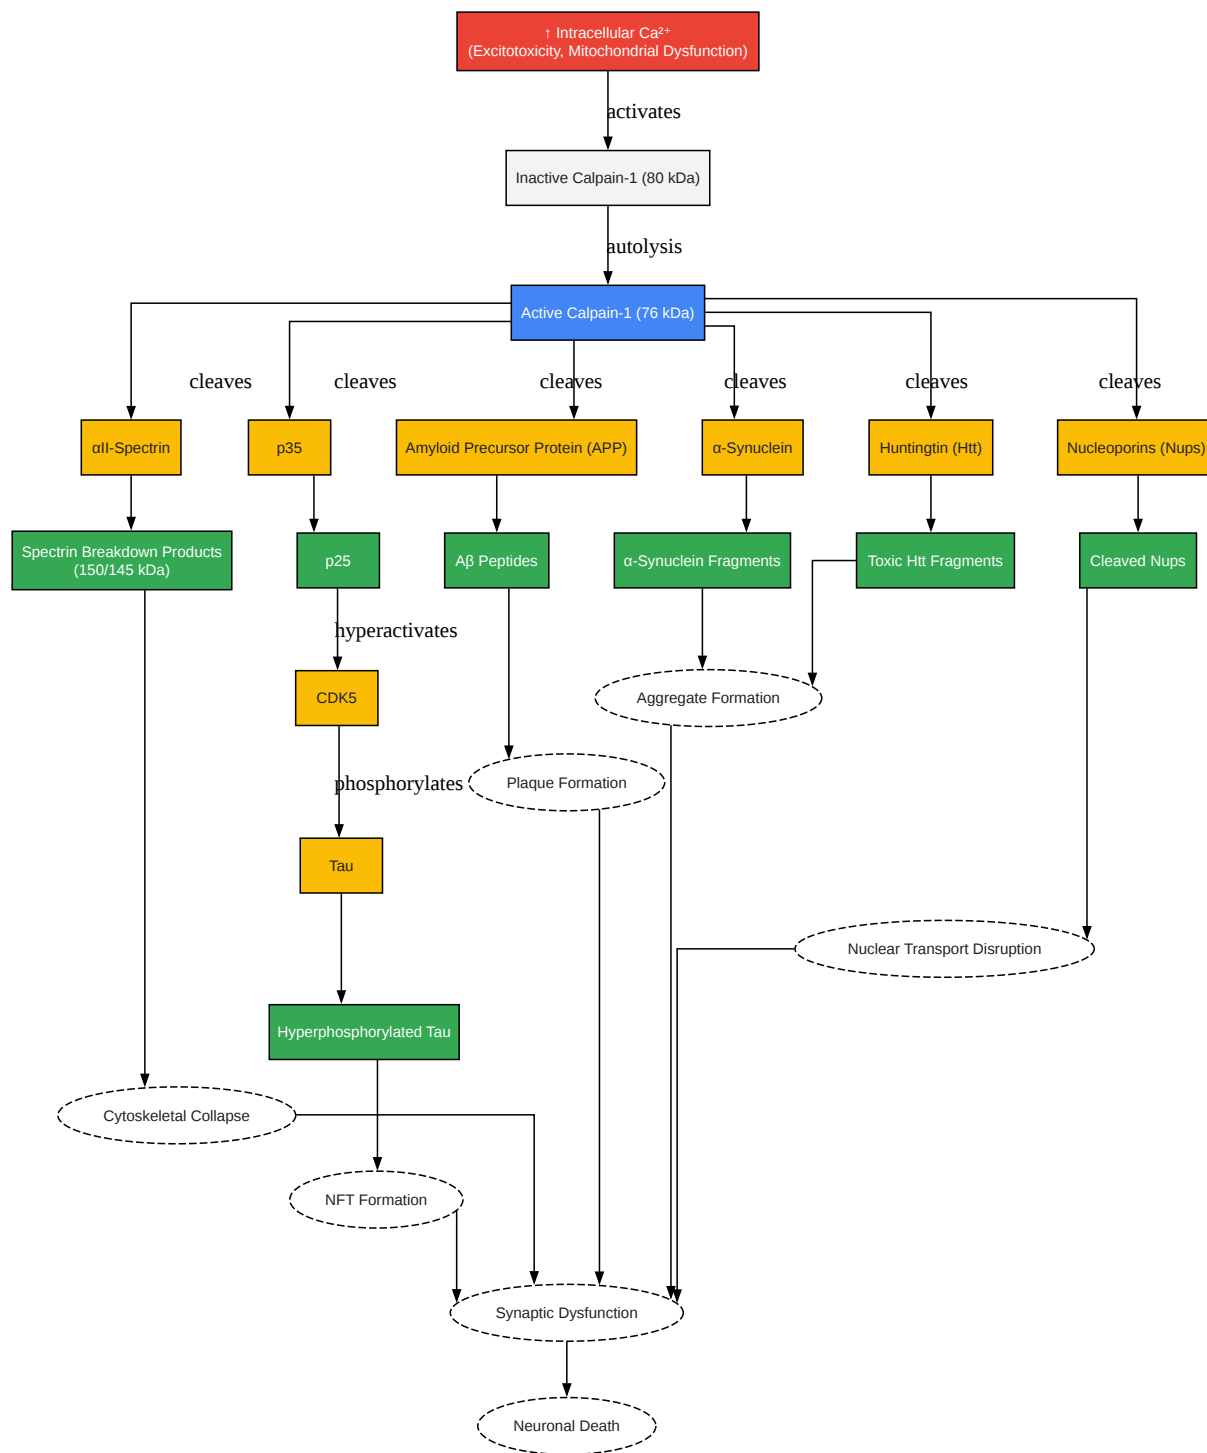 ↑ Intracellular Ca²⁺
(Excitotoxicity, Mitochondrial Dysfunction)
activates
Inactive Calpain-1 (80 kDa)
autolysis
Active Calpain-1 (76 kDa)
cleaves
cleaves
cleaves
cleaves
cleaves
cleaves
αII-Spectrin
p35
Amyloid Precursor Protein (APP)
α-Synuclein
Huntingtin (Htt)
Nucleoporins (Nups)
Spectrin Breakdown Products
(150/145 kDa)
p25
Aβ Peptides
α-Synuclein Fragments
Toxic Htt Fragments
Cleaved Nups
hyperactivates
CDK5
Aggregate Formation
phosphorylates
Plaque Formation
Tau
Nuclear Transport Disruption
Hyperphosphorylated Tau
Cytoskeletal Collapse
NFT Formation
Synaptic Dysfunction
Neuronal Death